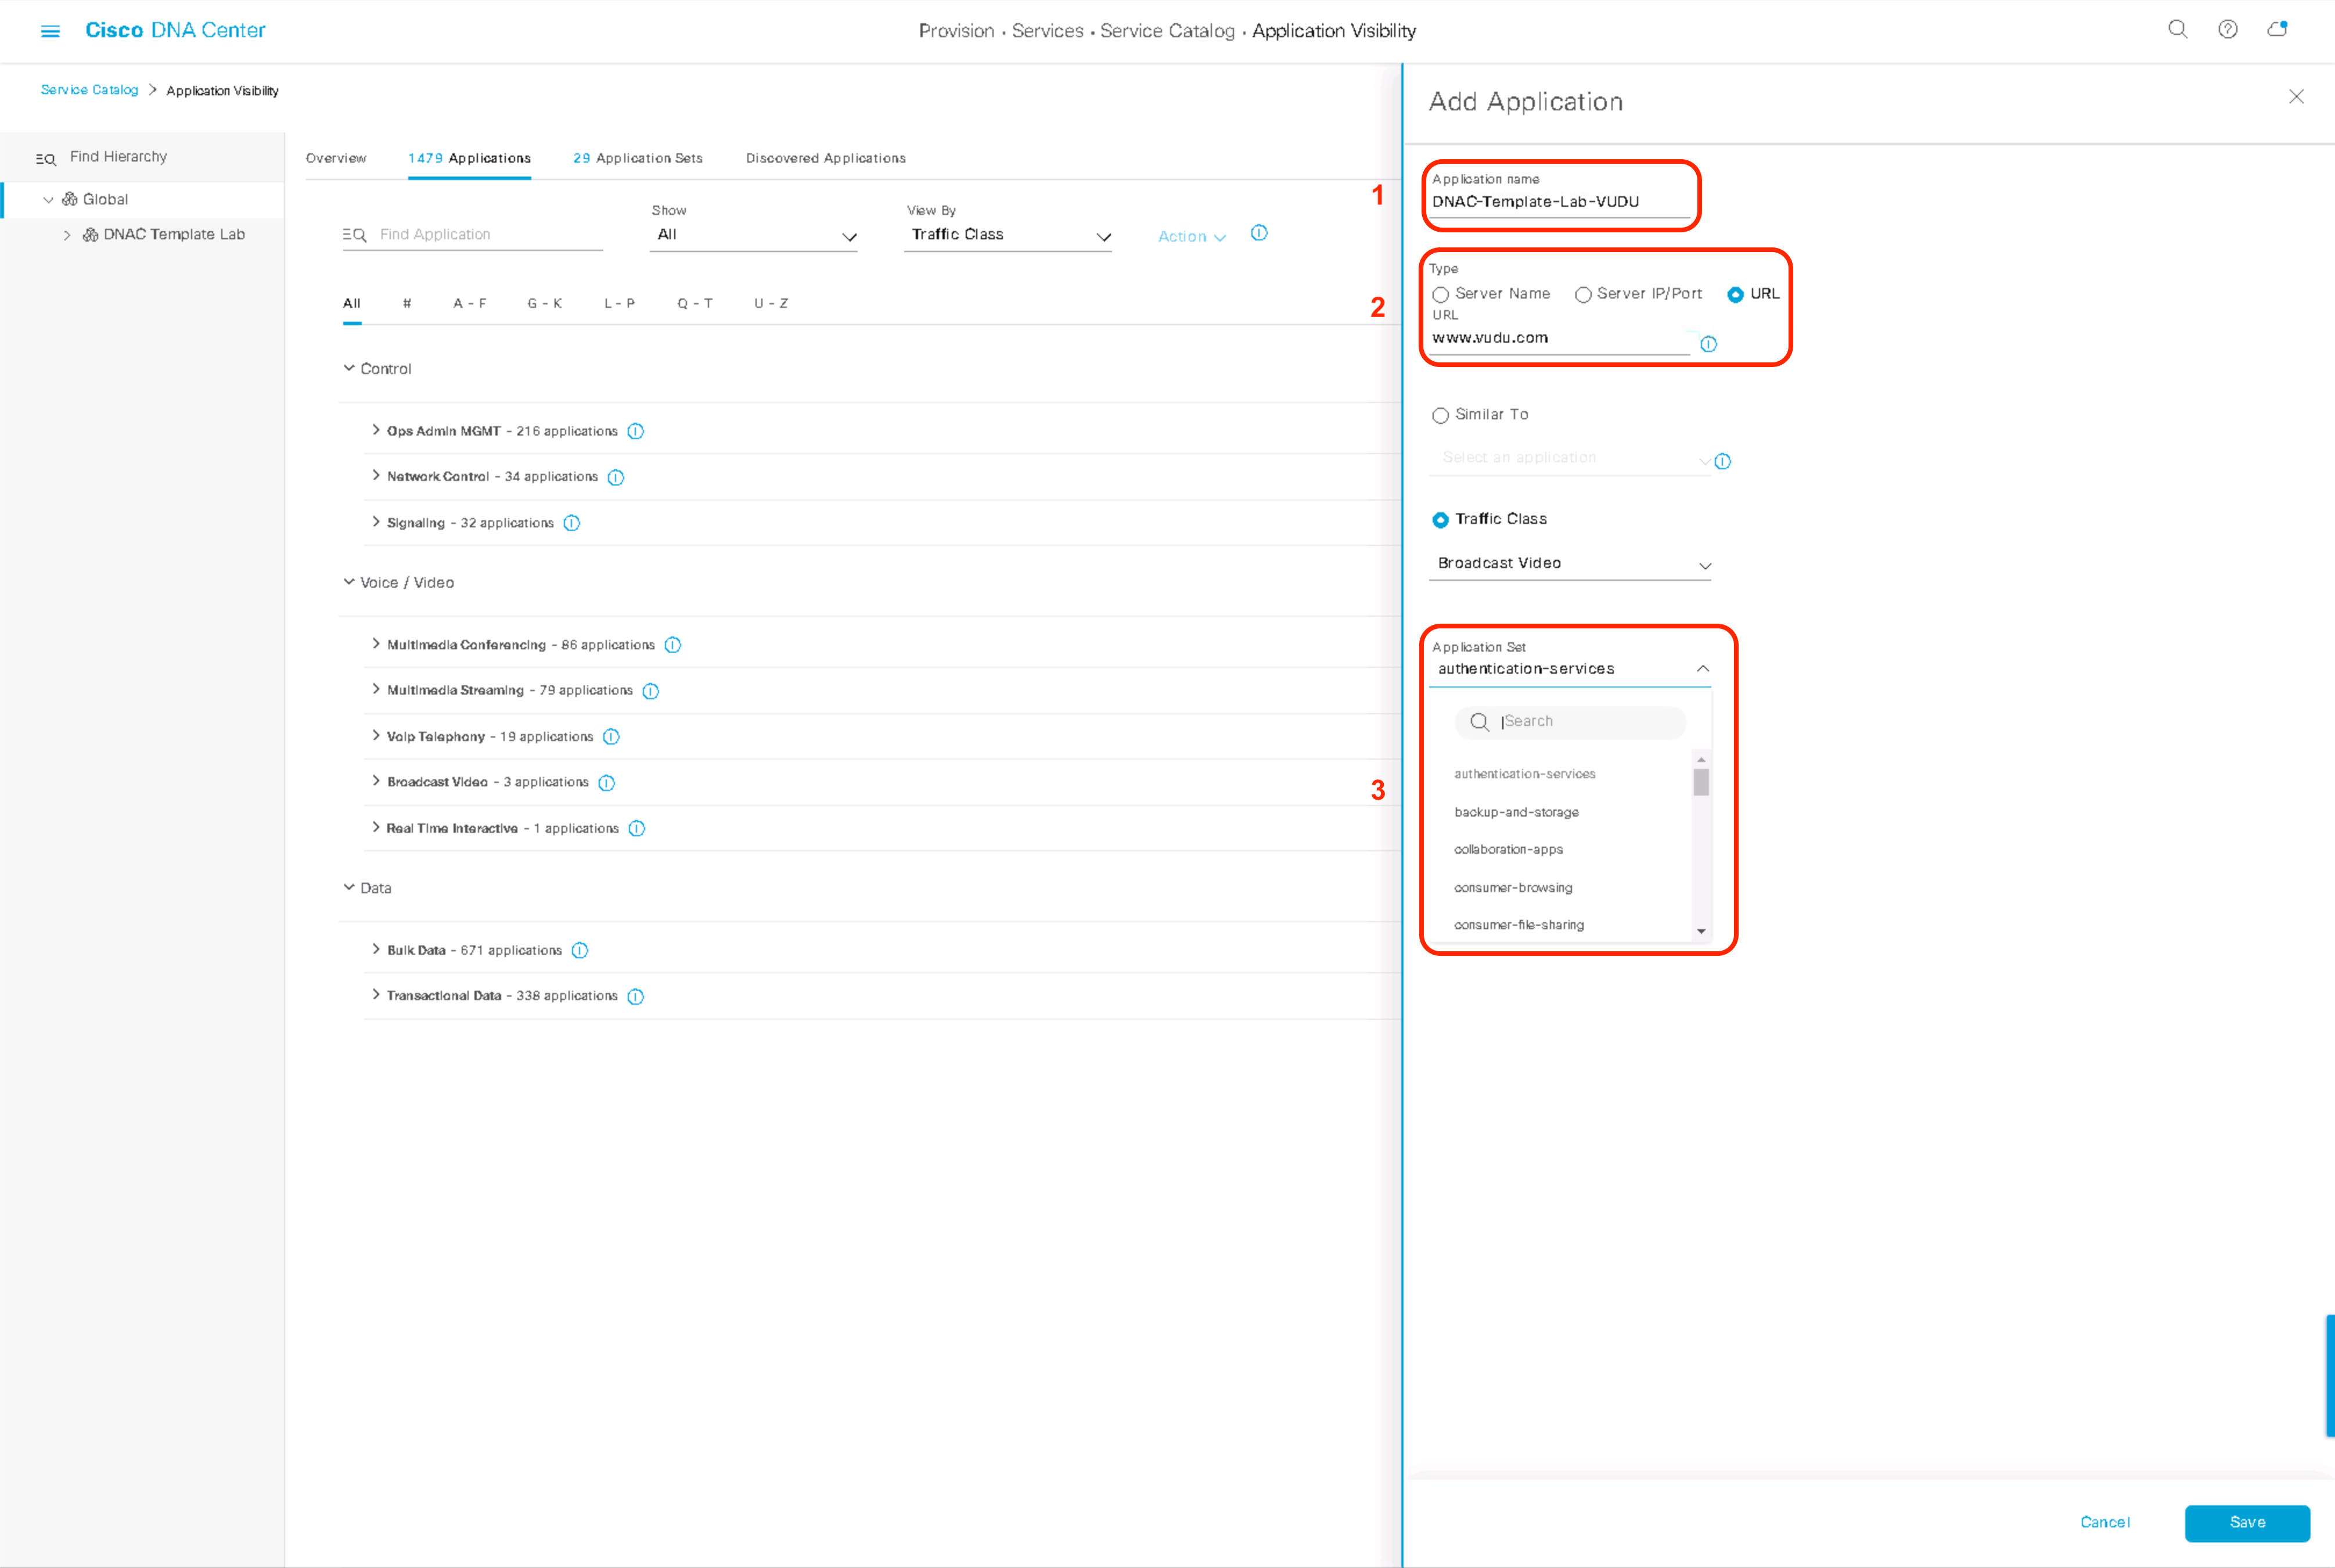 Cisco DNA Center
Provision • Services • Service Catalog • Application Visibility
Service Catalog > Application Visibility
Find Hierarchy
Global
DNAC Template Lab
Overview
1479 Applications
29 Application Sets
Discovered Applications
Find Application
Show
All
View By
Traffic Class
Action
All
#
A - F
G - K
L - P
Q - T
U - Z
Control
Ops Admin MGMT - 216 applications
Network Control - 34 applications
Signaling - 32 applications
Voice / Video
Multimedia Conferencing - 86 applications
Multimedia Streaming - 79 applications
Voip Telephony - 19 applications
Broadcast Video - 3 applications
Real Time Interactive - 1 applications
Data
Bulk Data - 671 applications
Transactional Data - 338 applications
Add Application
1
Application name
DNAC-Template-Lab-VUDU
2
Type
Server Name
Server IP/Port
URL
URL
www.vudu.com
Similar To
Select an application
Traffic Class
Broadcast Video
3
Application Set
authentication-services
Search
authentication-services
backup-and-storage
collaboration-apps
consumer-browsing
consumer-file-sharing
Cancel
Save